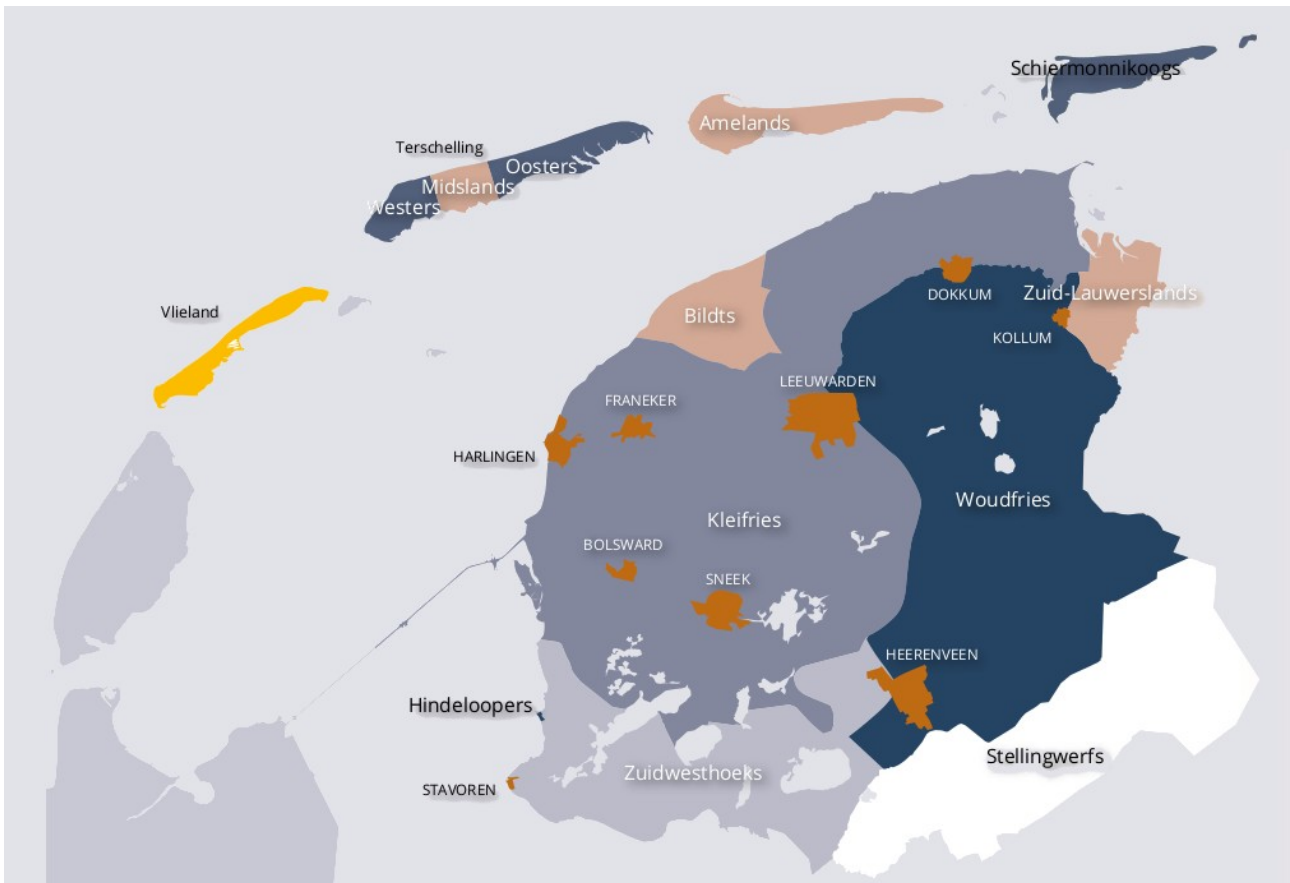 Schiermonnikoogs
Amelands
Terschelling
Oosters
Midslands
Westers
Vlieland
DOKKUM
Zuid-Lauwerslands
Bildts
KOLLUM
LEEUWARDEN
FRANEKER
HARLINGEN
Woudfries
Kleifries
BOLSWARD
SNEEK
HEERENVEEN
Hindeloopers
Stellingwerfs
Zuidwesthoeks
STAVOREN